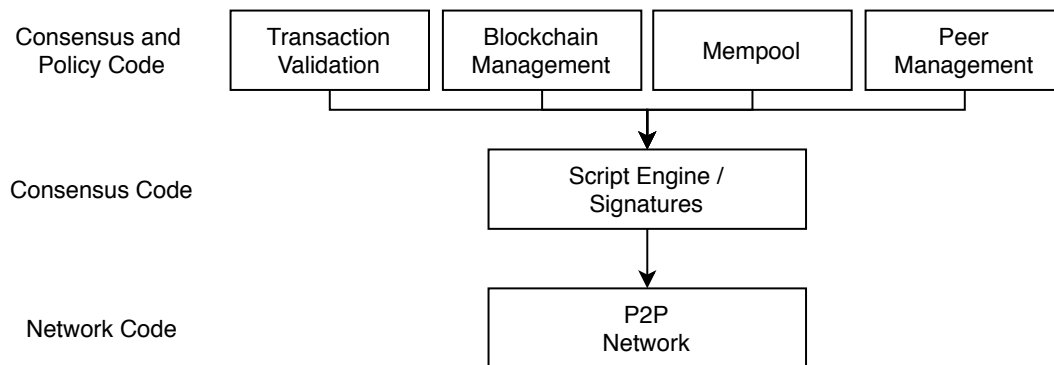 Consensus and
Policy Code
Transaction
Validation
Blockchain
Management
Mempool
Peer
Management
Consensus Code
Script Engine /
Signatures
Network Code
P2P
Network